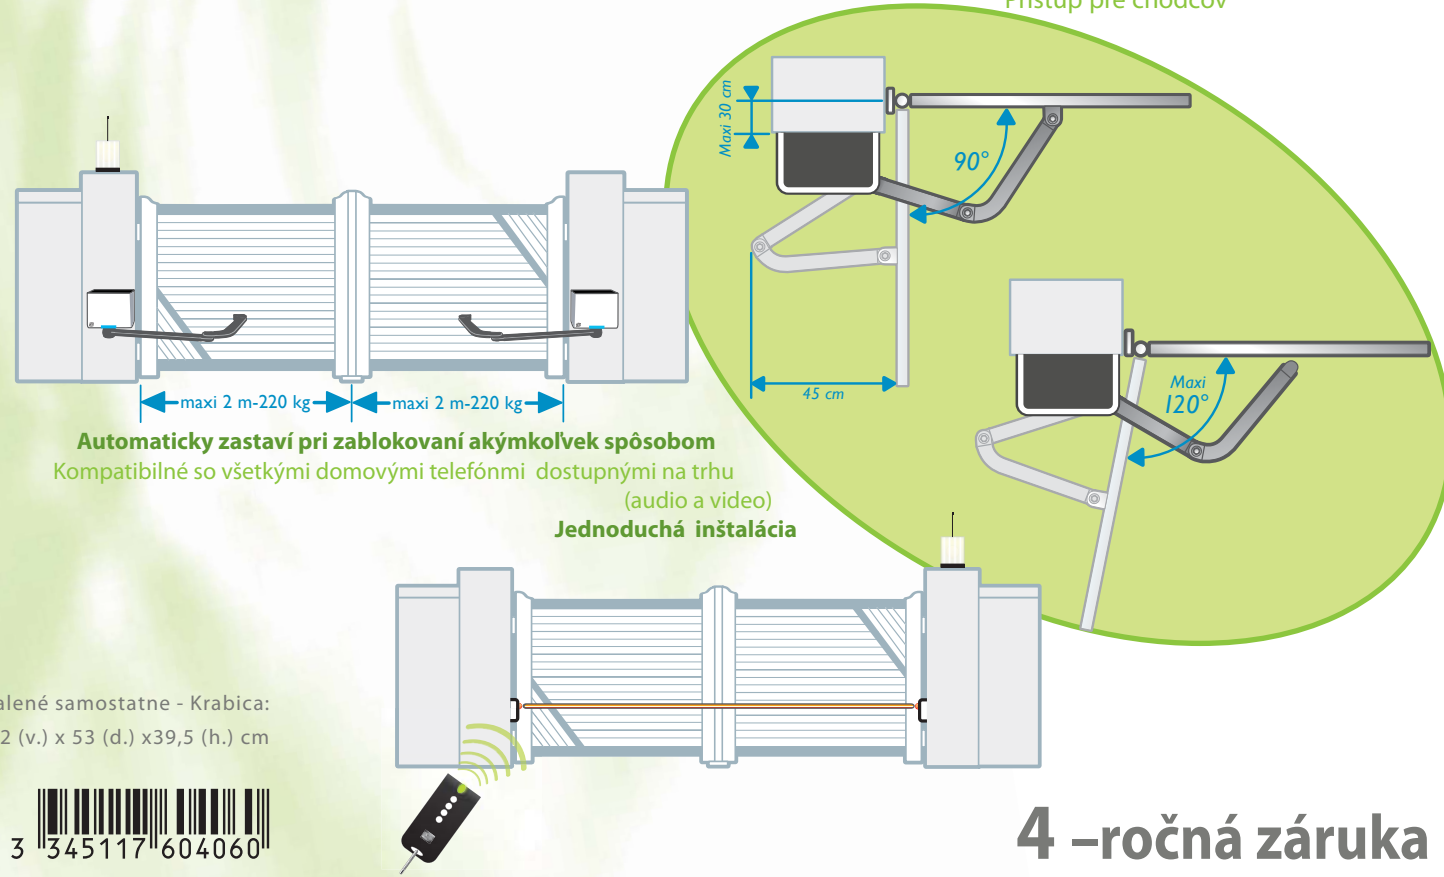 Prístup pre chodcov
Maxi 30 cm
90°
45 cm
Maxi
120°
maxi 2 m-220 kg
maxi 2 m-220 kg
Automaticky zastaví pri zablokovaní akýmkoľvek spôsobom
Kompatibilné so všetkými domovými telefónmi dostupnými na trhu
(audio a video)
Jednoduchá inštalácia
samostatne - Krabica:
(v.) x 53 (d.) x39,5 (h.) cm
3 345117 604060
4 –ročná záruka